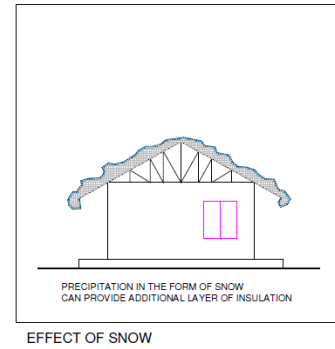 PRECIPITATION IN THE FORM OF SNOW
CAN PROVIDE ADDITIONAL LAYER OF INSULATION
EFFECT OF SNOW